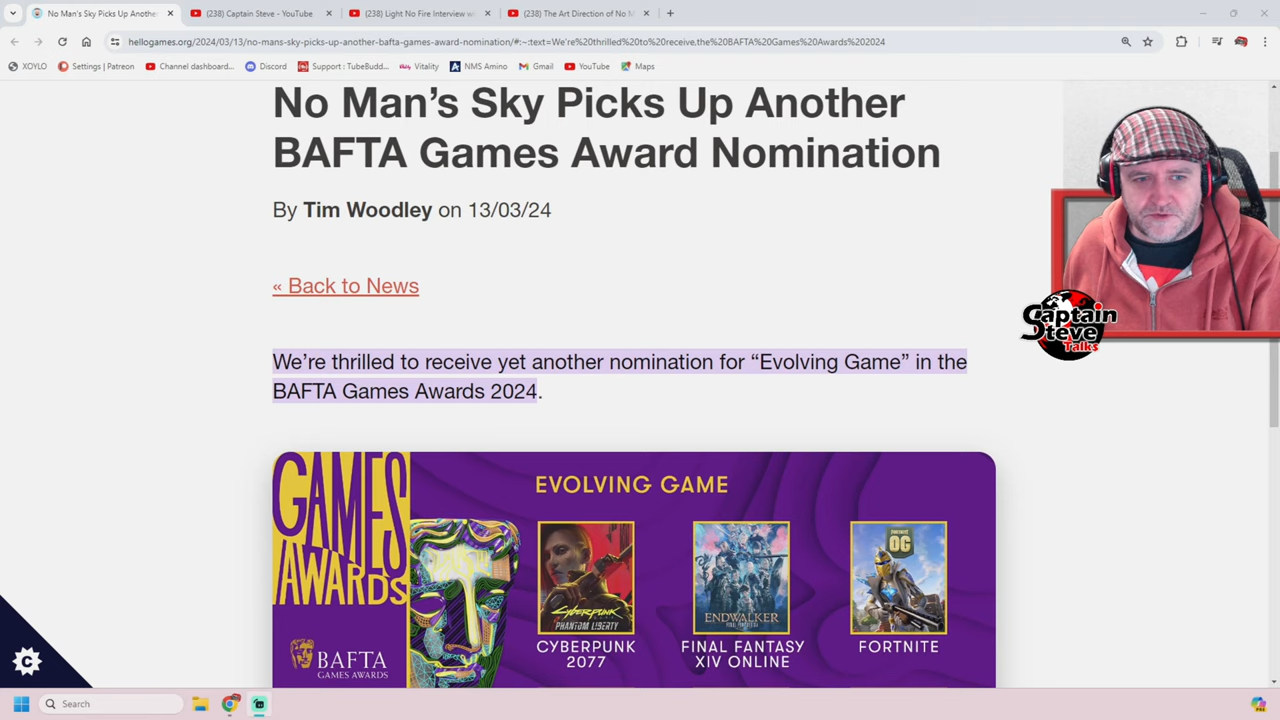 No Man's Sky Picks Up Anothe
(238) Captain Steve - YouTube
(238) Light No Fire Interview w
(238) The Art Direction of No M
hellogames.org/2024/03/13/no-mans-sky-picks-up-another-bafta-games-award-nomination/#:~:text=We're%20thrilled%20to%20receive,the%20BAFTA%20Games%20Awards%202024
XOYLO
Settings | Patreon
Channel dashboard...
Discord
Support : TubeBudd...
Vitality
NMS Amino
Gmail
YouTube
Maps
No Man's Sky Picks Up Another
BAFTA Games Award Nomination
By Tim Woodley on 13/03/24
« Back to News
We're thrilled to receive yet another nomination for “Evolving Game” in the
BAFTA Games Awards 2024.
Captain
Steve
Talks
GAMES
AWARDS
BAFTA
GAMES AWARDS
EVOLVING GAME
Cyberpunk
PHANTOM LIBERTY
CYBERPUNK
2077
ENDWALKER
FINAL FANTASY
XIV ONLINE
OG
FORTNITE
C
Search